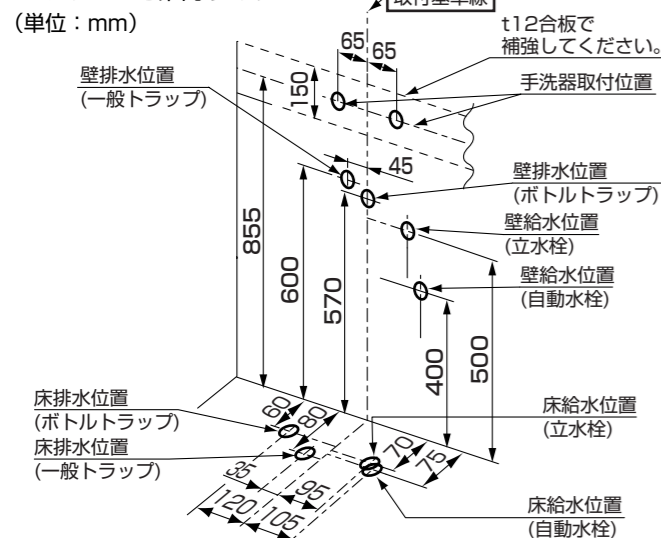 取付基準線
(単位：mm)
t12合板で
補強してください。
65
65
手洗器取付位置
壁排水位置
(一般トラップ)
150
45
壁排水位置
(ボトルトラップ)
壁給水位置
(立水栓)
855
600
570
壁給水位置
(自動水栓)
400
500
床排水位置
(ボトルトラップ)
60
80
床給水位置
(立水栓)
床排水位置
(一般トラップ)
70
75
35
95
120
105
床給水位置
(自動水栓)